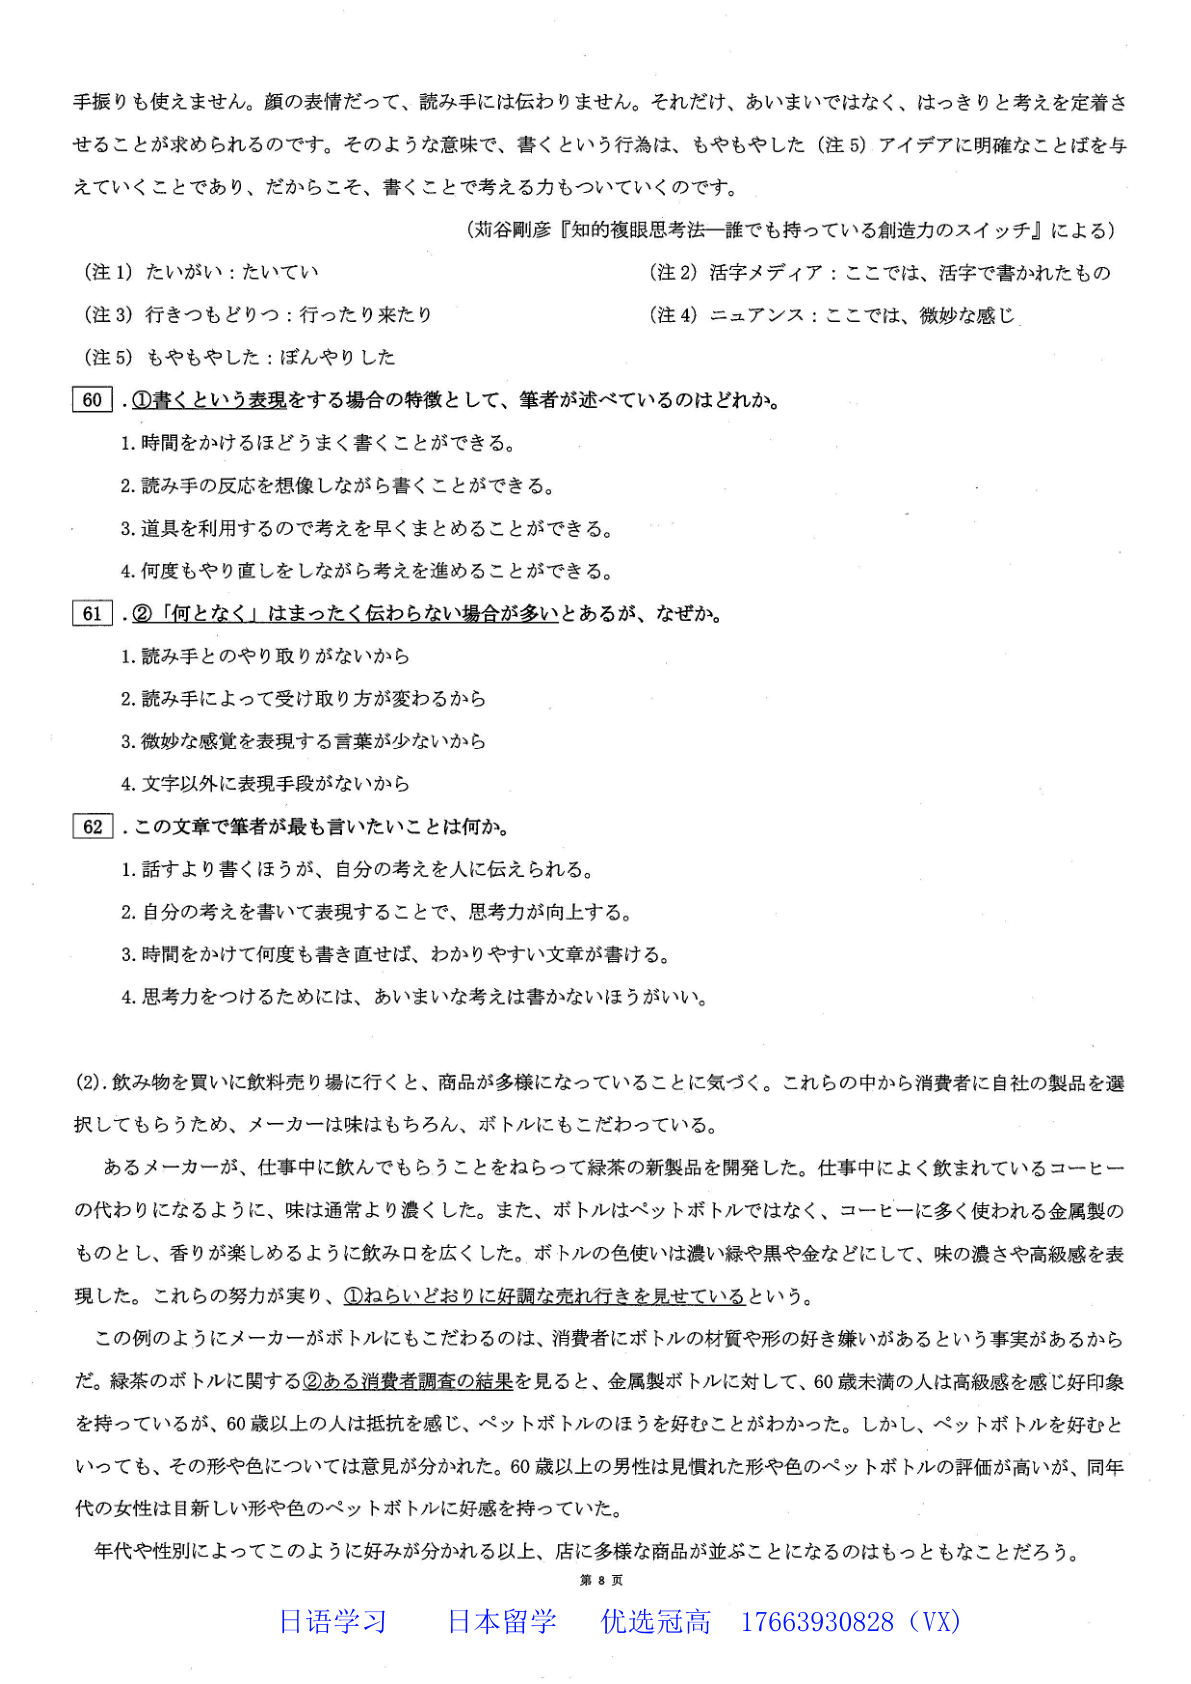 手振りも使えません。顔の表情だって、読み手には伝わりません。それだけ、あいまいではなく、はっきりと考えを定着さ
せることが求められるのです。そのような意味で、書くという行為は、もやもやした（注5）アイデアに明確なことばを与
えていくことであり、だからこそ、書くことで考える力もついていくのです。
（苅谷剛彦『知的複眼思考法―誰でも持っている創造力のスイッチ』による）
（注1）たいがい：たいてい （注2）活字メディア：ここでは、活字で書かれたもの
（注3）行きつもどりつ：行ったり来たり （注4）ニュアンス：ここでは、微妙な感じ
（注5）もやもやした：ぼんやりした
60．①書くという表現をする場合の特徴として、筆者が述べているのはどれか。
1. 時間をかけるほどうまく書くことができる。
2. 読み手の反応を想像しながら書くことができる。
3. 道具を利用するので考えを早くまとめることができる。
4. 何度もやり直しをしながら考えを進めることができる。
61．②「何となく」はまったく伝わらない場合が多いとあるが、なぜか。
1. 読み手とのやり取りがないから
2. 読み手によって受け取り方が変わるから
3. 微妙な感覚を表現する言葉が少ないから
4. 文字以外に表現手段がないから
62．この文章で筆者が最も言いたいことは何か。
1. 話すより書くほうが、自分の考えを人に伝えられる。
2. 自分の考えを書いて表現することで、思考力が向上する。
3. 時間をかけて何度も書き直せば、わかりやすい文章が書ける。
4. 思考力をつけるためには、あいまいな考えは書かないほうがいい。
(2). 飲み物を買いに飲料売り場に行くと、商品が多様になっていることに気づく。これらの中から消費者に自社の製品を選
択してもらうため、メーカーは味はもちろん、ボトルにもこだわっている。
あるメーカーが、仕事中に飲んでもらうことをねらって緑茶の新製品を開発した。仕事中によく飲まれているコーヒー
の代わりになるように、味は通常より濃くした。また、ボトルはペットボトルではなく、コーヒーに多く使われる金属製の
ものとし、香りが楽しめるように飲み口を広くした。ボトルの色使いは濃い緑や黒や金などにして、味の濃さや高級感を表
現した。これらの努力が実り、①ねらいどおりに好調な売れ行きを見せているという。
この例のようにメーカーがボトルにもこだわるのは、消費者にボトルの材質や形の好き嫌いがあるという事実があるから
だ。緑茶のボトルに関する②ある消費者調査の結果を見ると、金属製ボトルに対して、60歳未満の人は高級感を感じ好印象
を持っているが、60歳以上の人は抵抗を感じ、ペットボトルのほうを好むことがわかった。しかし、ペットボトルを好むと
いっても、その形や色については意見が分かれた。60歳以上の男性は見慣れた形や色のペットボトルの評価が高いが、同年
代の女性は目新しい形や色のペットボトルに好感を持っていた。
年代や性別によってこのように好みが分かれる以上、店に多様な商品が並ぶことになるのはもっともなことだろう。
第 8 页
日语学习 日本留学 优选冠高 17663930828（VX）